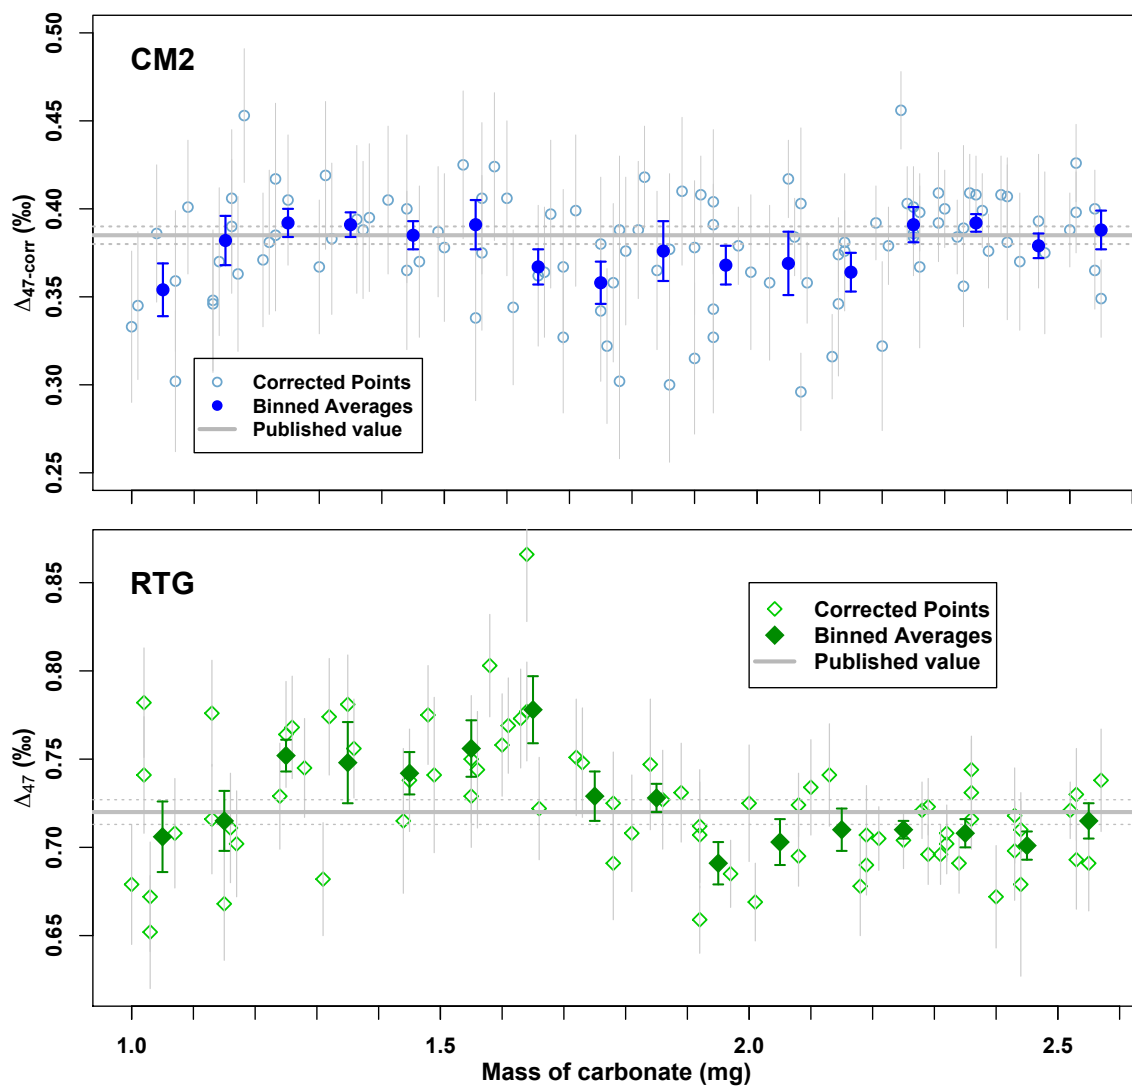 CM2
0.50
0.45
0.40
0.35
0.30
0.25
Δ47-corr (‰)
Corrected Points
Binned Averages
Published value
RTG
0.85
0.80
0.75
0.70
0.65
Δ47 (‰)
Corrected Points
Binned Averages
Published value
1.0 1.5 2.0 2.5
Mass of carbonate (mg)